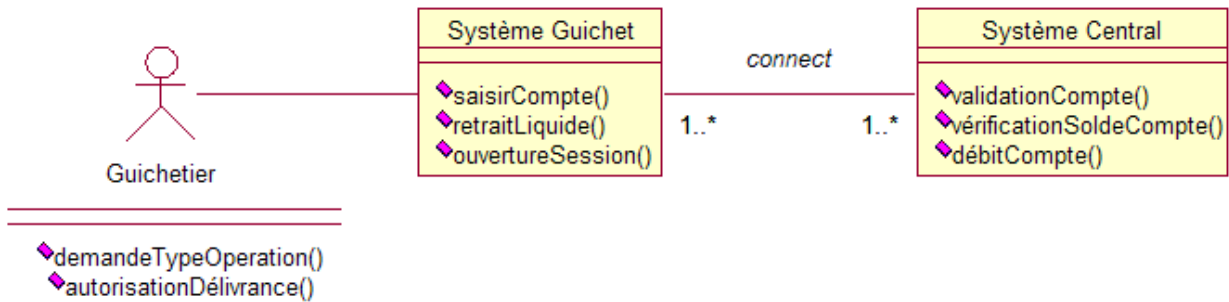 Système Guichet
saisirCompte()
retraitLiquide()
ouvertureSession()
connect
1..*
1..*
Système Central
validationCompte()
vérificationSoldeCompte()
débitCompte()
Guichetier
demandeTypeOperation()
autorisationDélivrance()